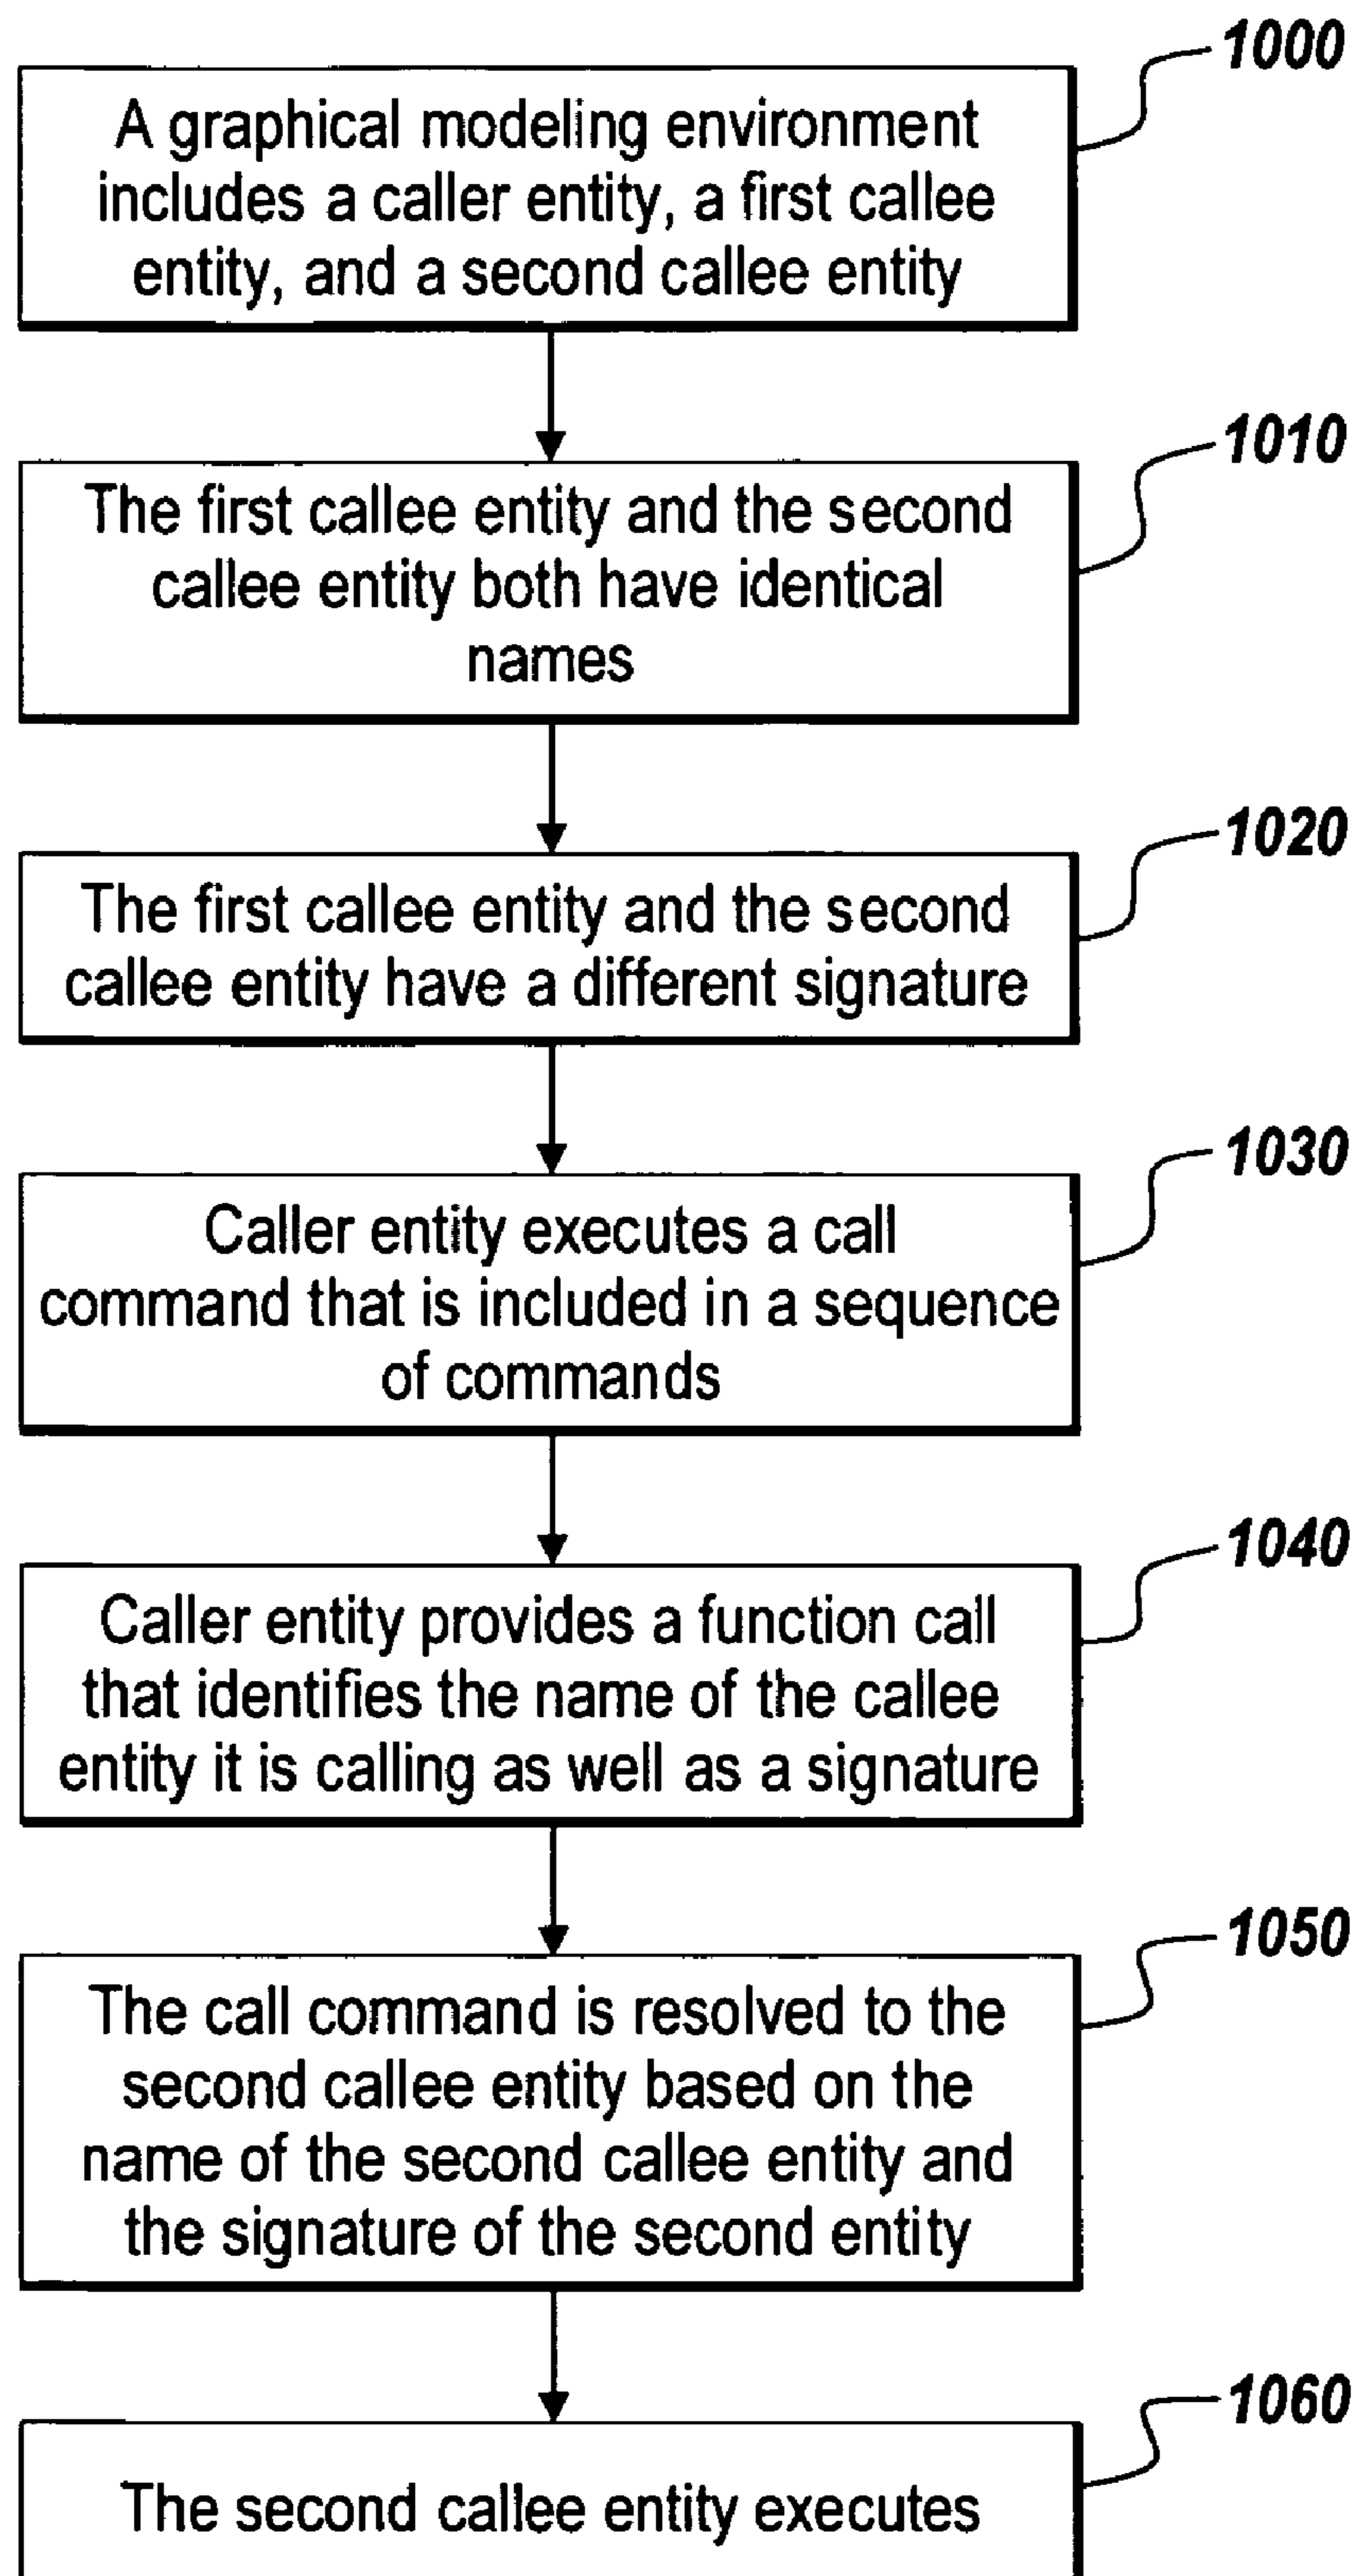 1000
A graphical modeling environment
includes a caller entity, a first callee
entity, and a second callee entity
1010
The first callee entity and the second
callee entity both have identical
names
1020
The first callee entity and the second
callee entity have a different signature
1030
Caller entity executes a call
command that is included in a sequence
of commands
1040
Caller entity provides a function call
that identifies the name of the callee
entity it is calling as well as a signature
1050
The call command is resolved to the
second callee entity based on the
name of the second callee entity and
the signature of the second entity
1060
The second callee entity executes